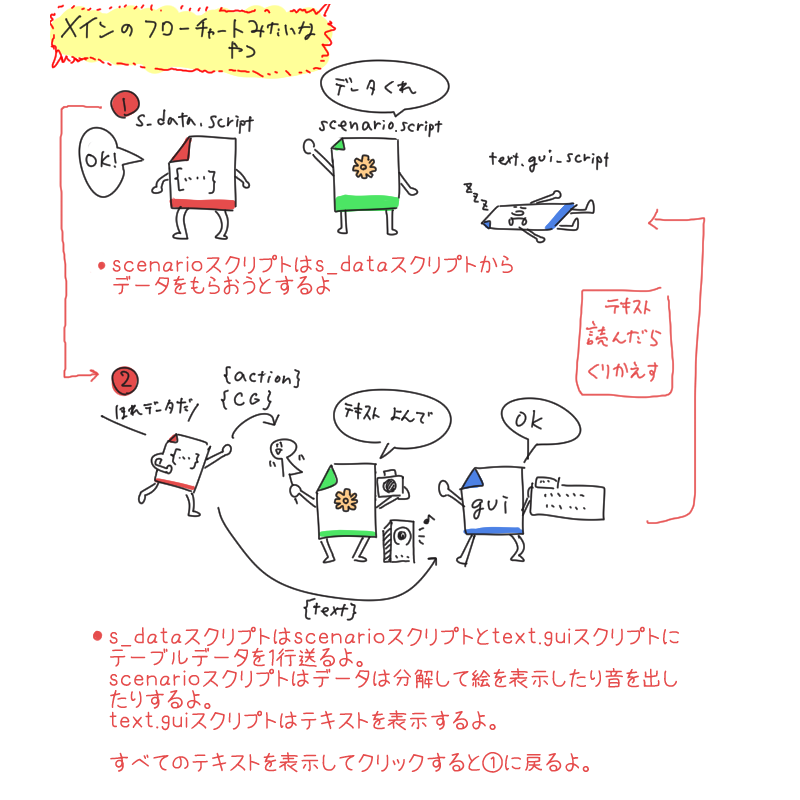 メインのフローチャートみたいな
やつ
データくれ
1
s_data.script
scenario.script
OK!
{....}
text.gui_script
zzz
・scenarioスクリプトはs_dataスクリプトから
データをもらおうとするよ
テキスト
読んだら
くりかえす
2
{action}
{CG}
ほれデータだ/
テキストよんで
OK
{...}
gui
{text}
・s_dataスクリプトはscenarioスクリプトとtext.guiスクリプトに
テーブルデータを1行送るよ。
scenarioスクリプトはデータは分解して絵を表示したり音を出し
たりするよ。
text.guiスクリプトはテキストを表示するよ。
すべてのテキストを表示してクリックすると①に戻るよ。